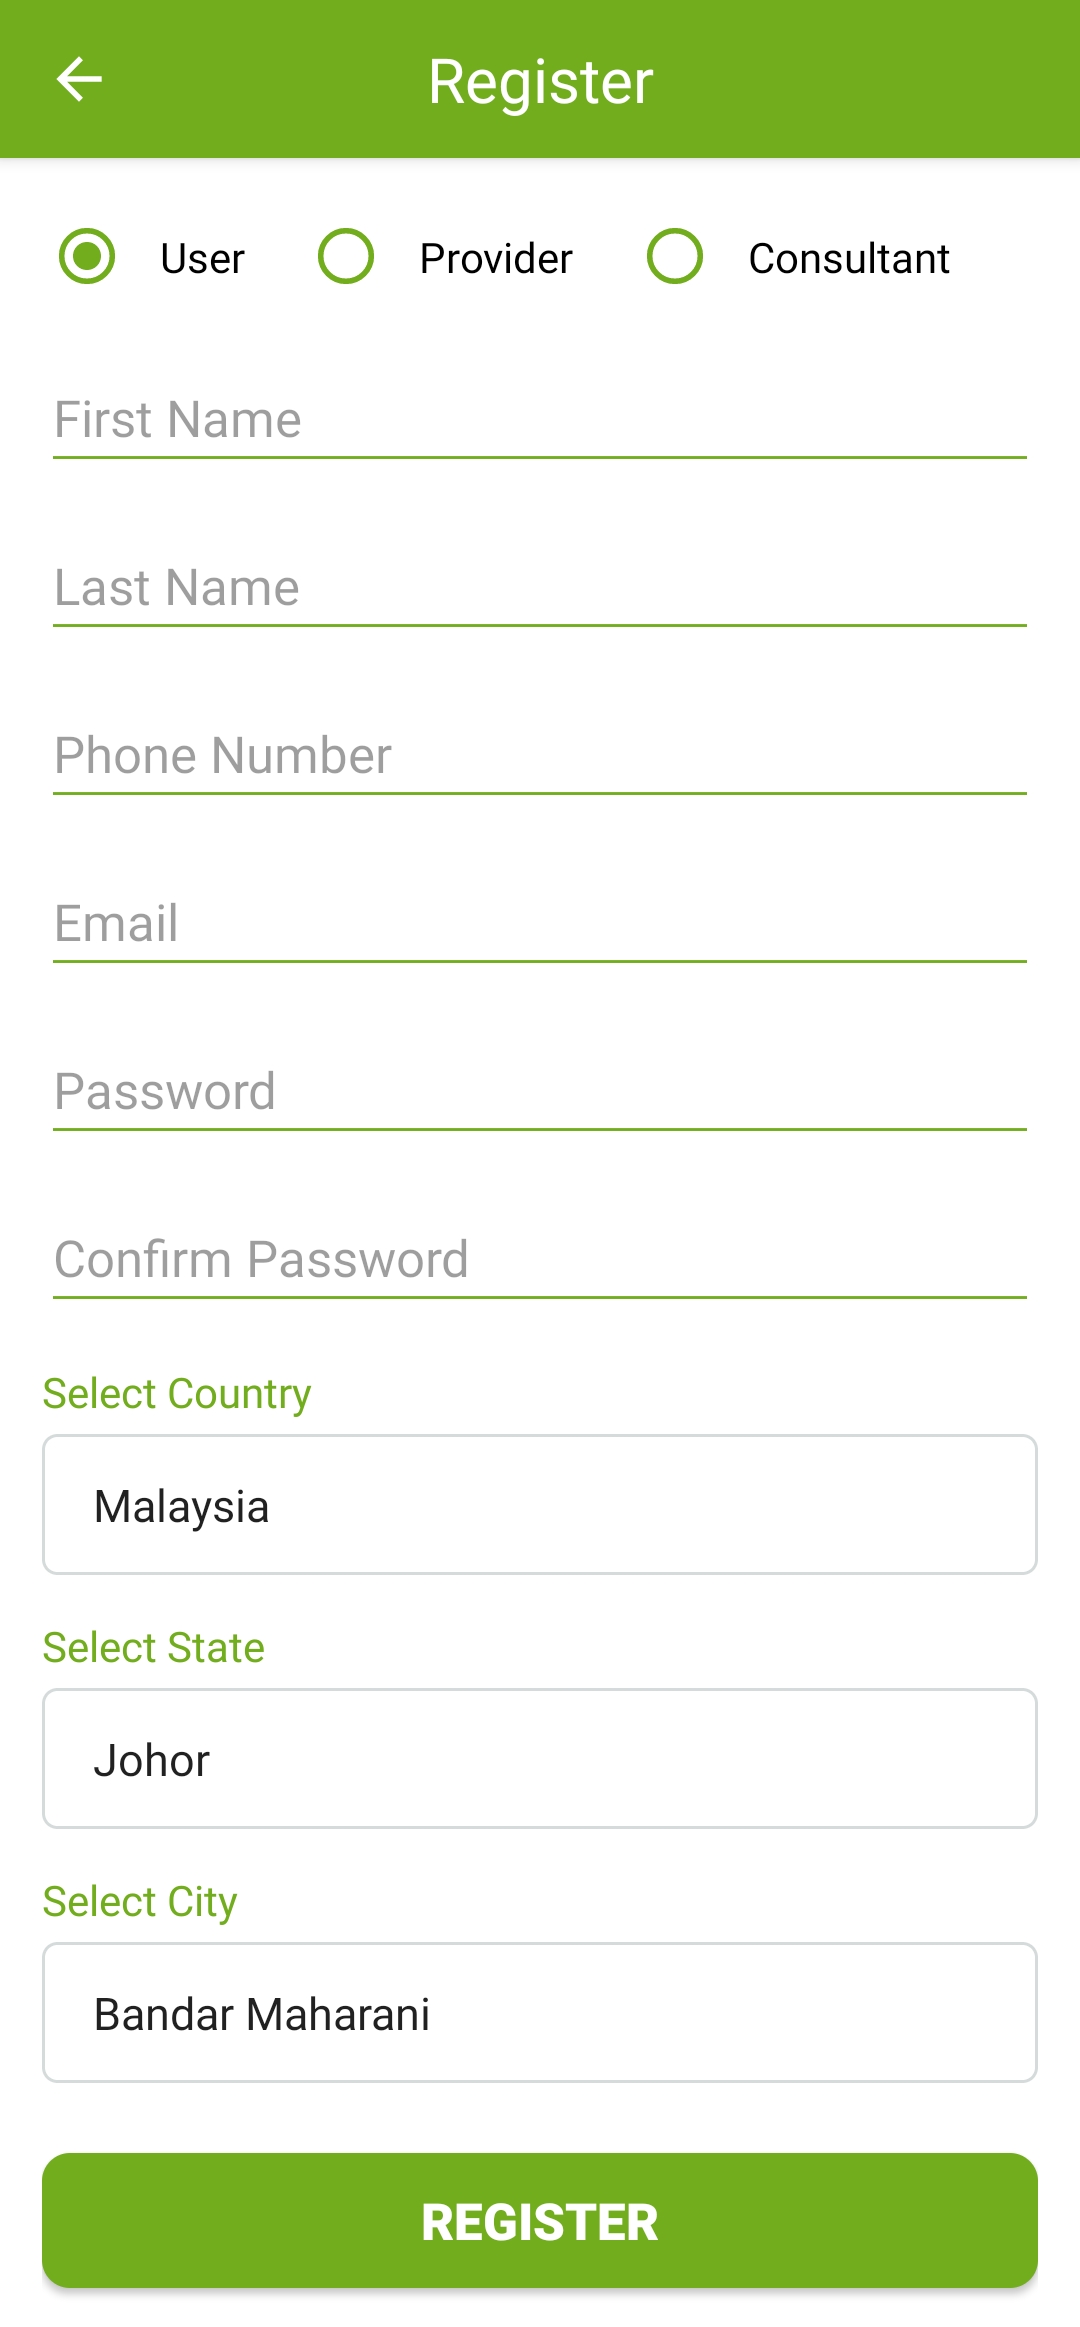 Register
User Provider Consultant
First Name
Last Name
Phone Number
Email
Password
Confirm Password
Select Country
Malaysia
Select State
Johor
Select City
Bandar Maharani
REGISTER